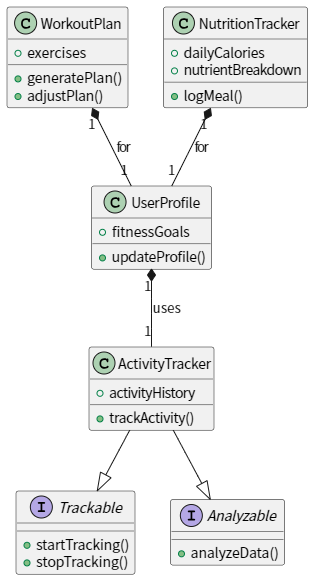 C WorkoutPlan
exercises
generatePlan()
adjustPlan()
C NutritionTracker
dailyCalories
nutrientBreakdown
logMeal()
1
1
for
for
1
1
C UserProfile
fitnessGoals
updateProfile()
1
uses
1
C ActivityTracker
activityHistory
trackActivity()
I Trackable
startTracking()
stopTracking()
I Analyzable
analyzeData()